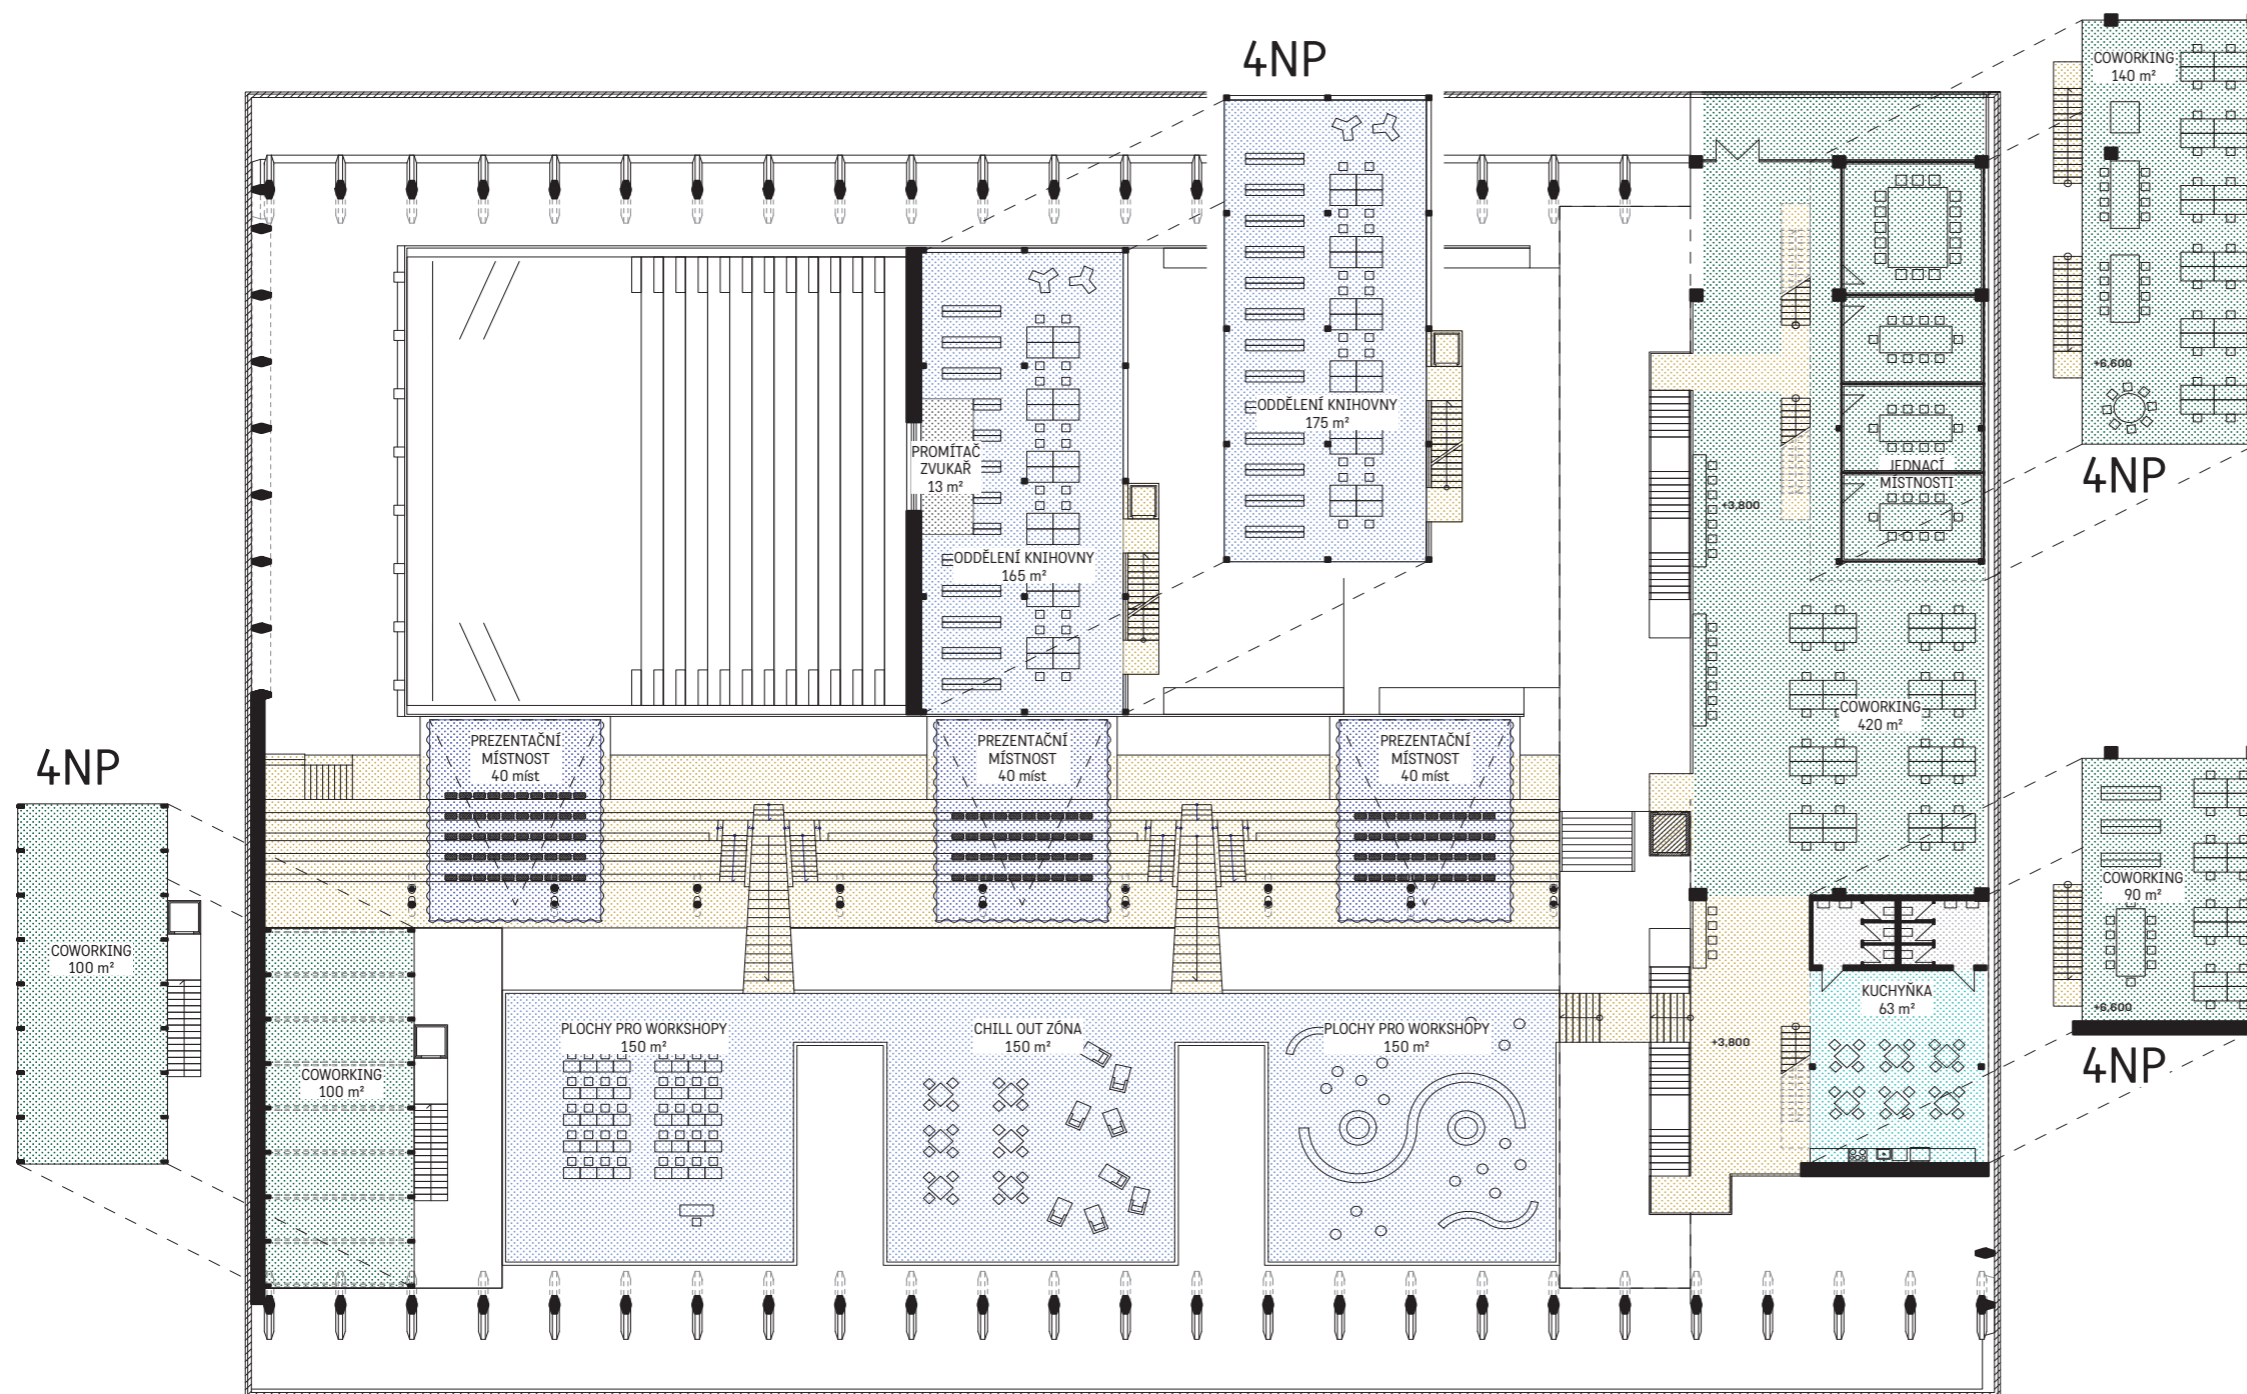 4NP
COWORKING
140 m²
+6,600
4NP
ODDĚLENÍ KNIHOVNY
175 m²
PROMÍTAČ
ZVUKAŘ
13 m²
ODDĚLENÍ KNIHOVNY
165 m²
JEDNACÍ
MÍSTNOSTI
+3,800
COWORKING
420 m²
4NP
COWORKING
100 m²
PREZENTAČNÍ
MÍSTNOST
40 míst
PREZENTAČNÍ
MÍSTNOST
40 míst
PREZENTAČNÍ
MÍSTNOST
40 míst
COWORKING
90 m²
+6,600
4NP
KUCHYŇKA
63 m²
+3,800
COWORKING
100 m²
PLOCHY PRO WORKSHOPY
150 m²
CHILL OUT ZÓNA
150 m²
PLOCHY PRO WORKSHOPY
150 m²